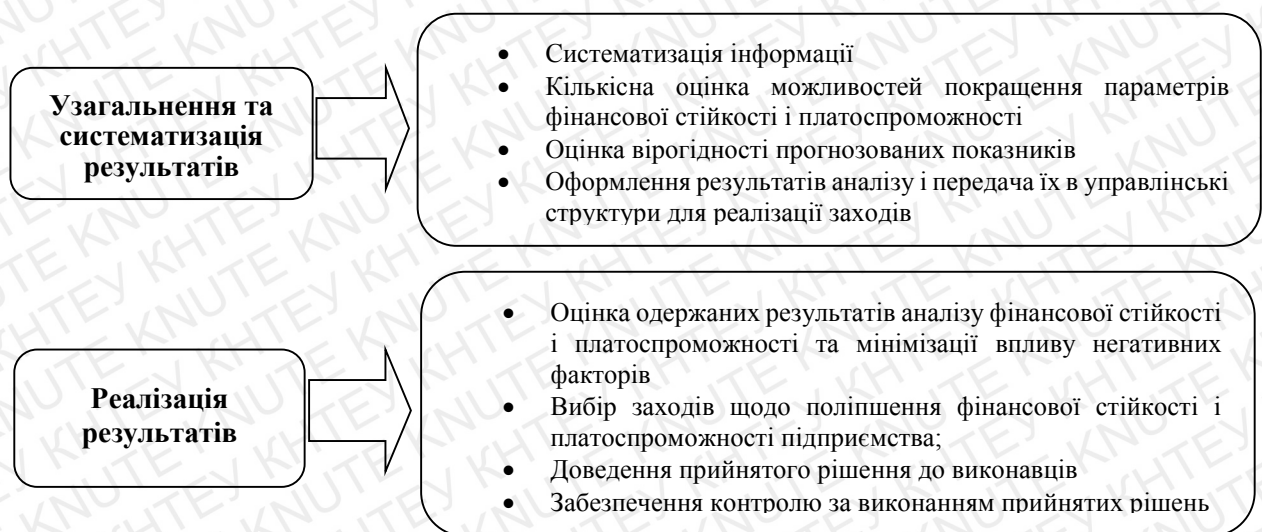 Узагальнення та
систематизація
результатів
• Систематизація інформації
• Кількісна оцінка можливостей покращення параметрів
фінансової стійкості і платоспроможності
• Оцінка вірогідності прогнозованих показників
• Оформлення результатів аналізу і передача їх в управлінські
структури для реалізації заходів
Реалізація
результатів
• Оцінка одержаних результатів аналізу фінансової стійкості
і платоспроможності та мінімізації впливу негативних
факторів
• Вибір заходів щодо поліпшення фінансової стійкості і
платоспроможності підприємства;
• Доведення прийнятого рішення до виконавців
• Забезпечення контролю за виконанням прийнятих рішень